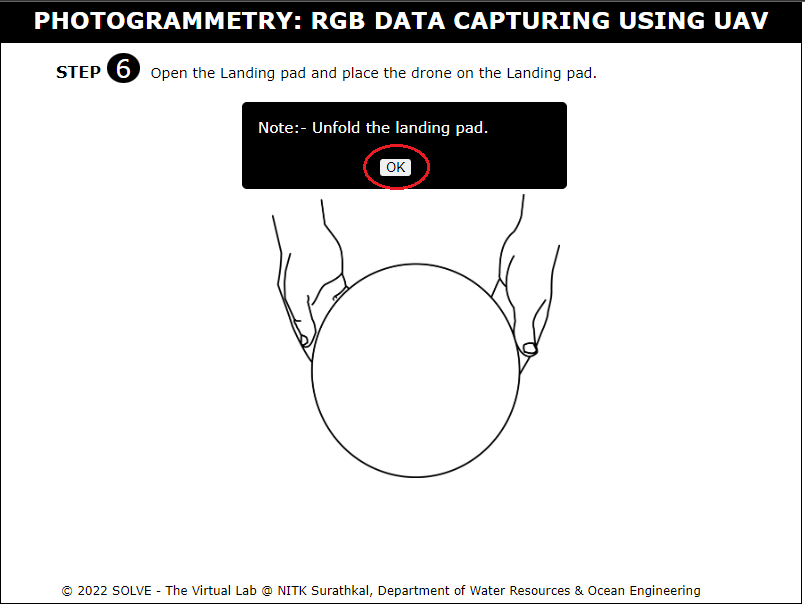 PHOTOGRAMMETRY: RGB DATA CAPTURING USING UAV
STEP 6 Open the Landing pad and place the drone on the Landing pad.
Note:- Unfold the landing pad.
OK
© 2022 SOLVE - The Virtual Lab @ NITK Surathkal, Department of Water Resources & Ocean Engineering